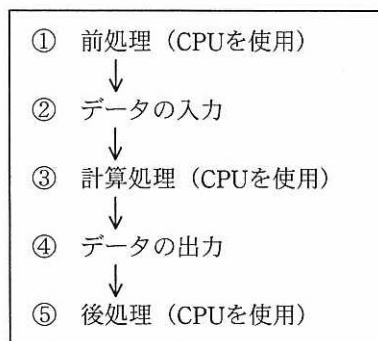 ① 前処理（CPUを使用）
② データの入力
③ 計算処理（CPUを使用）
④ データの出力
⑤ 後処理（CPUを使用）